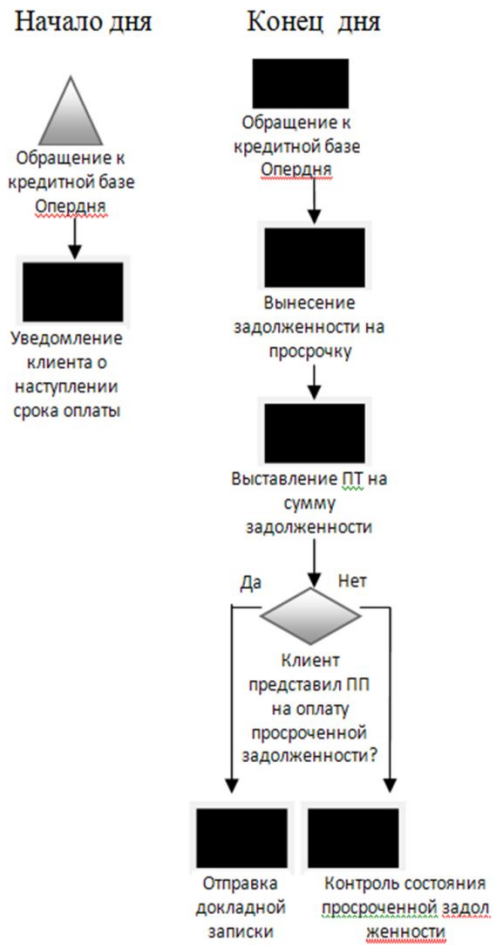 Начало дня
Обращение к
кредитной базе
Опердня
Уведомление
клиента о
наступлении
срока оплаты
Конец дня
Обращение к
кредитной базе
Опердня
Вынесение
задолженности на
просрочку
Выставление ПТ на
сумму
задолженности
Да
Нет
Клиент
представил ПП
на оплату
просроченной
задолженности?
Отправка
докладной
записки
Контроль состояния
просроченной задол
женности